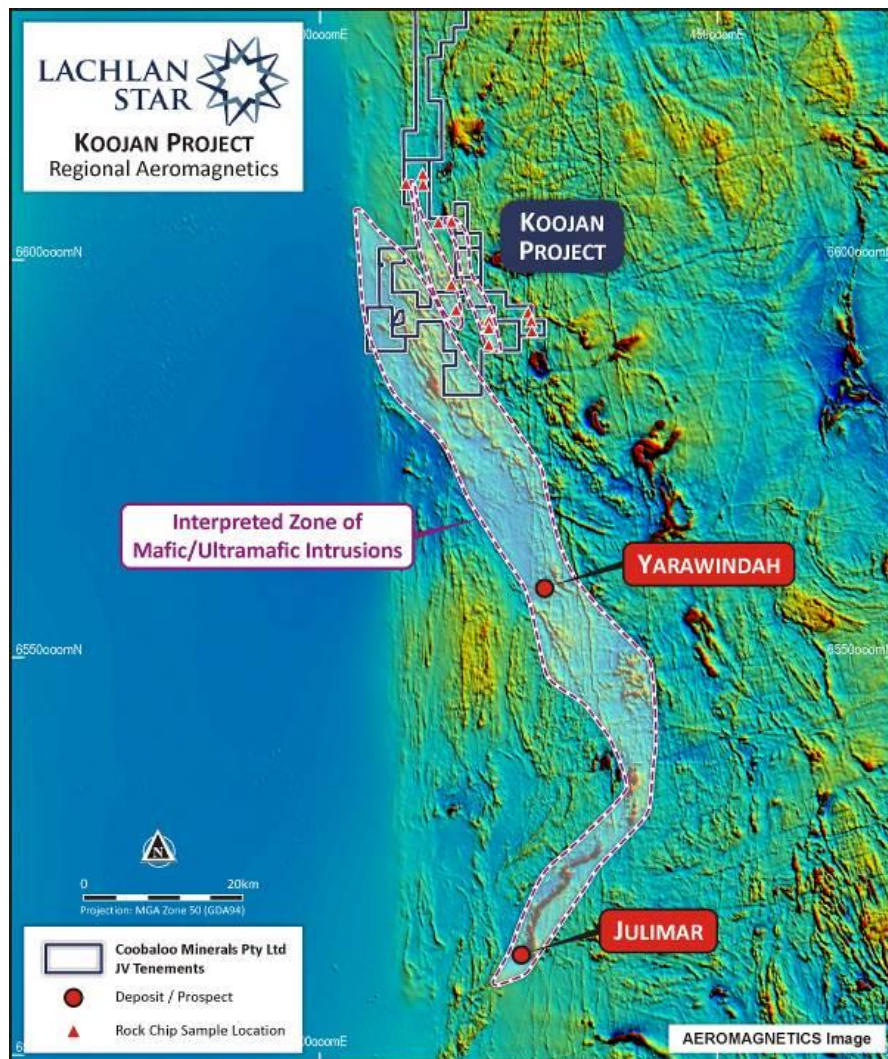 LACHLAN
STAR
KOOJAN PROJECT
Regional Aeromagnetics
KOOJAN
PROJECT
6600000mN
6600000mN
Interpreted Zone of
Mafic/Ultramafic Intrusions
YARAWINDAH
6550000mN
N
0 20km
Projection: MGA Zone 50 (GDA94)
JULIMAR
Coobaloo Minerals Pty Ltd
JV Tenements
Deposit / Prospect
Rock Chip Sample Location
AEROMAGNETICS Image